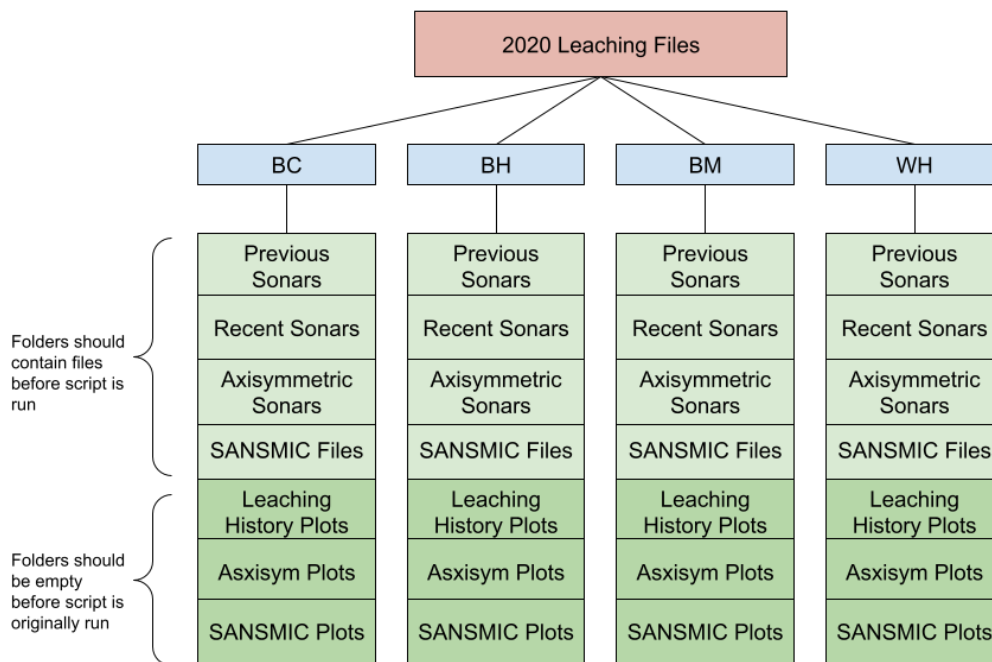 2020 Leaching Files
BC
BH
BM
WH
Folders should
contain files
before script is
run
Folders should
be empty
before script is
originally run
Previous
Sonars
Recent Sonars
Axisymmetric
Sonars
SANSMIC Files
Leaching
History Plots
Asxisym Plots
SANSMIC Plots
Previous
Sonars
Recent Sonars
Axisymmetric
Sonars
SANSMIC Files
Leaching
History Plots
Asxisym Plots
SANSMIC Plots
Previous
Sonars
Recent Sonars
Axisymmetric
Sonars
SANSMIC Files
Leaching
History Plots
Asxisym Plots
SANSMIC Plots
Previous
Sonars
Recent Sonars
Axisymmetric
Sonars
SANSMIC Files
Leaching
History Plots
Asxisym Plots
SANSMIC Plots